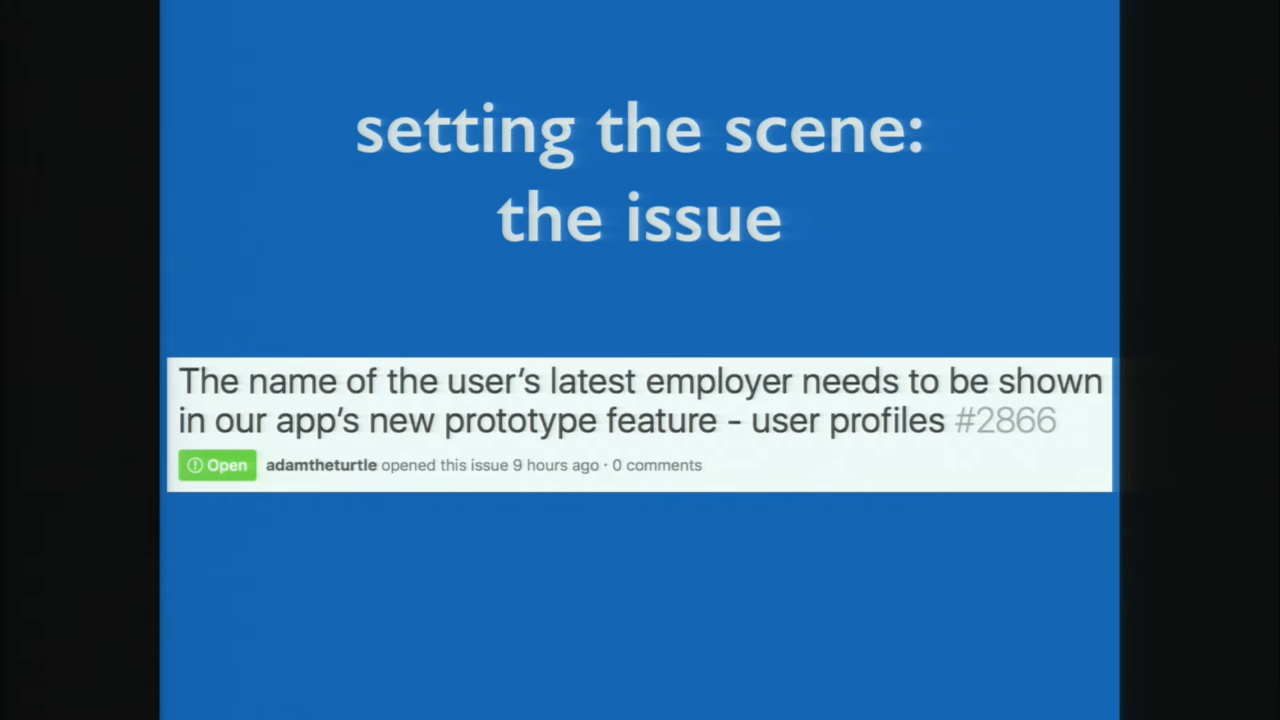 setting the scene:
the issue
The name of the user's latest employer needs to be shown
in our app's new prototype feature - user profiles #2866
Open adamtheturtle opened this issue 9 hours ago · 0 comments